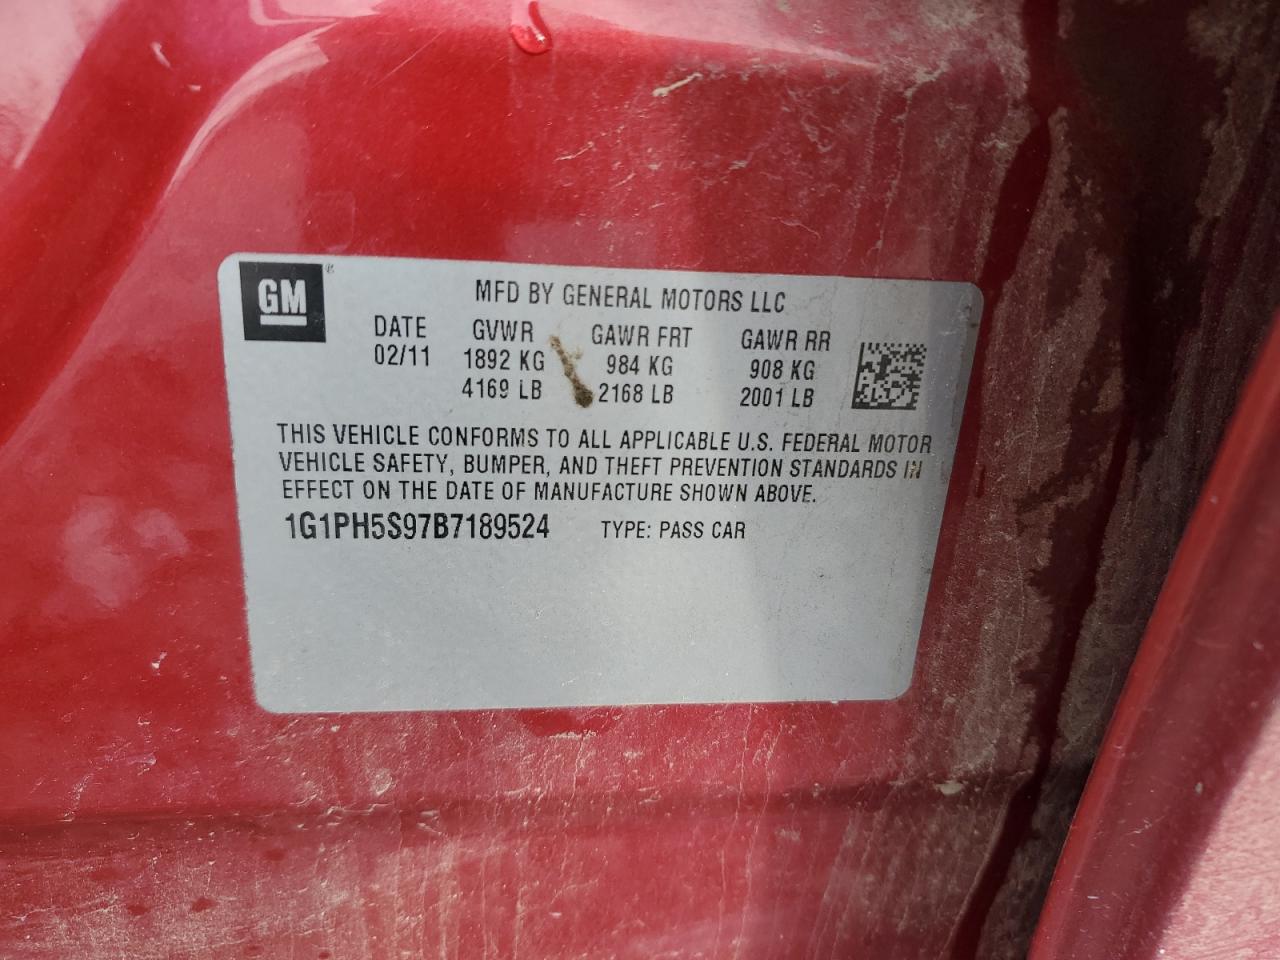 GM ®
MFD BY GENERAL MOTORS LLC
DATE GVWR GAWR FRT GAWR RR
02/11 1892 KG 984 KG 908 KG
4169 LB 2168 LB 2001 LB
THIS VEHICLE CONFORMS TO ALL APPLICABLE U.S. FEDERAL MOTOR
VEHICLE SAFETY, BUMPER, AND THEFT PREVENTION STANDARDS IN
EFFECT ON THE DATE OF MANUFACTURE SHOWN ABOVE.
1G1PH5S97B7189524 TYPE: PASS CAR